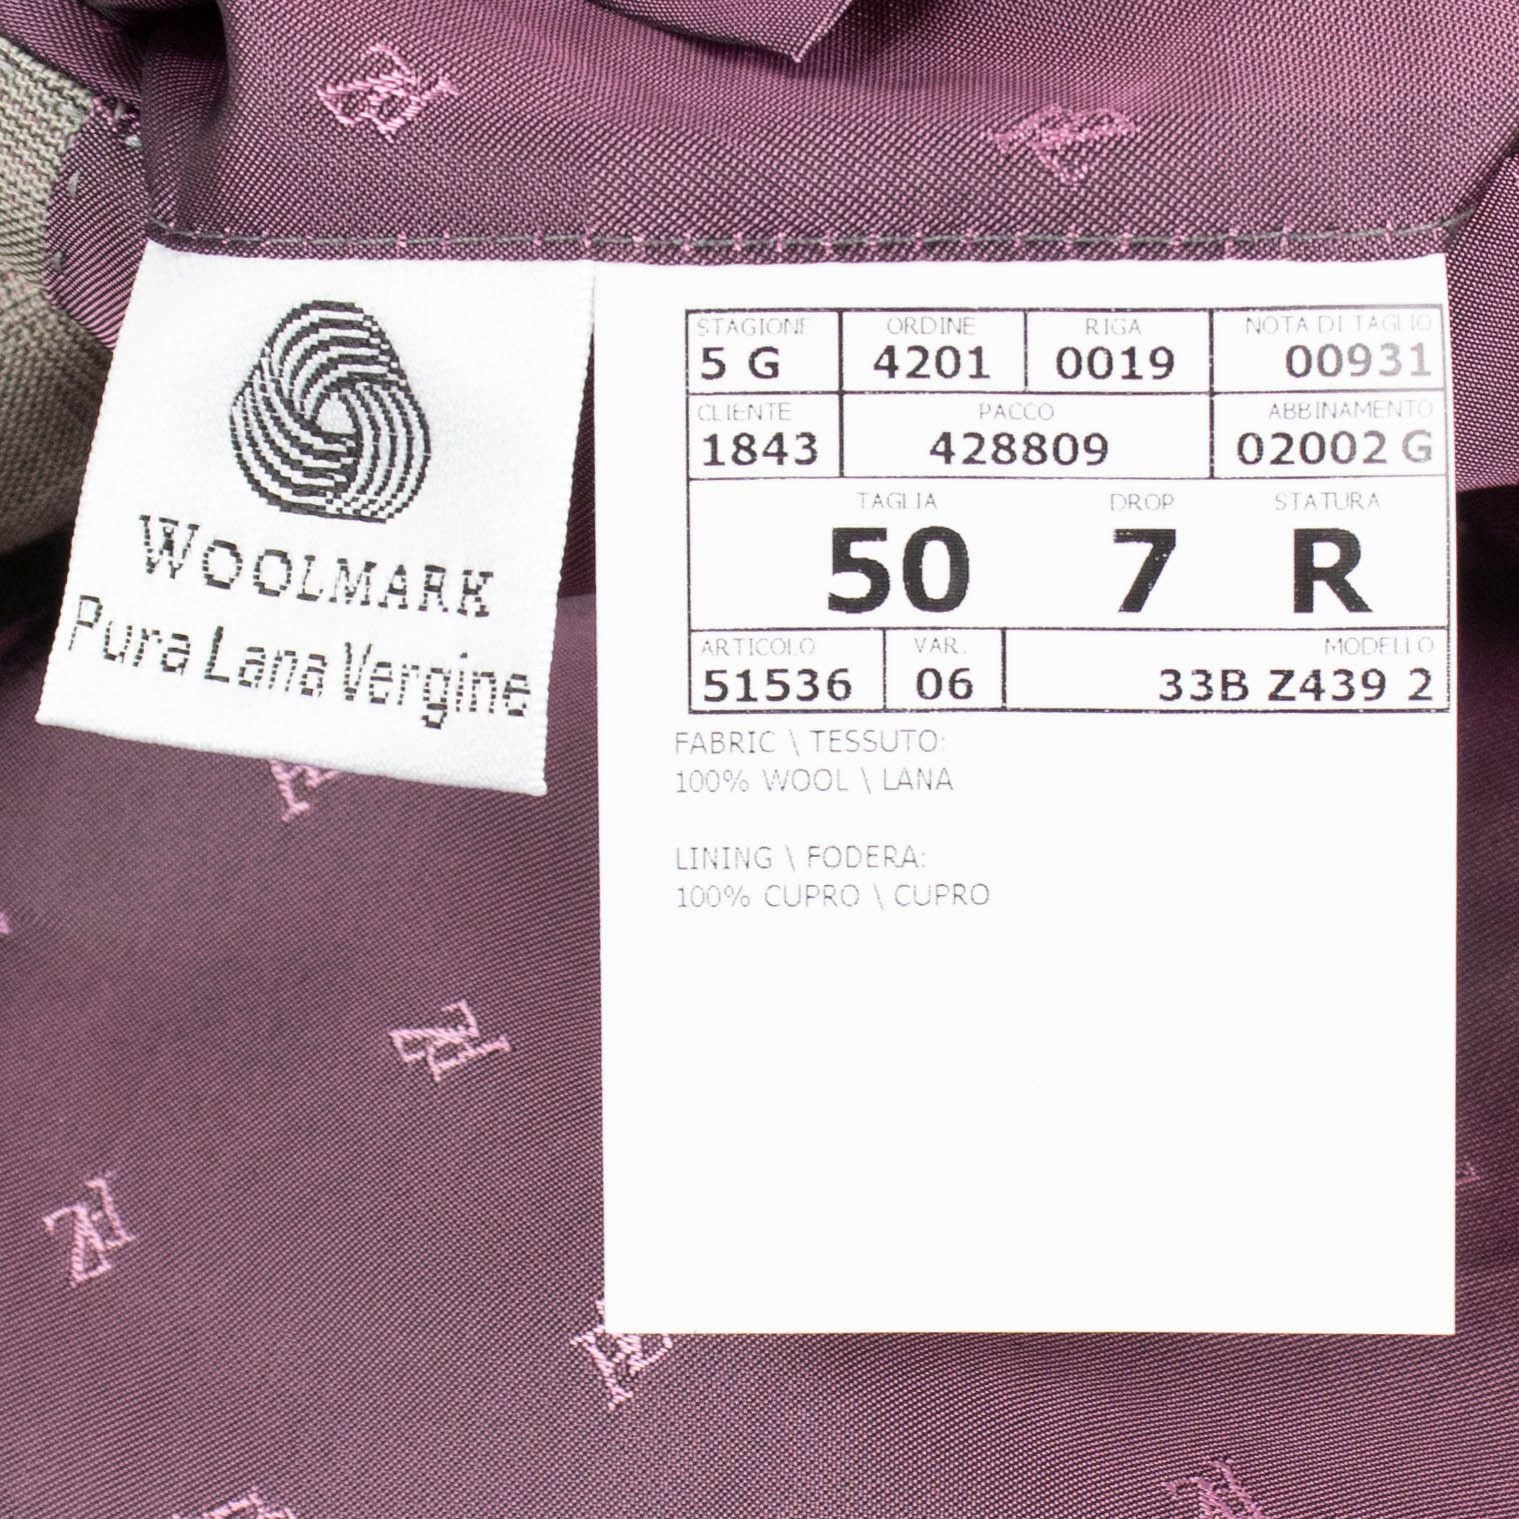 WOOLMARK
Pura Lana Vergine
STAGIONE ORDINE RIGA NOTA DI TAGLIO
5 G 4201 0019 00931
CLIENTE PACCO ABBINAMENTO
1843 428809 02002 G
TAGLIA DROP STATURA
50 7 R
ARTICOLO VAR. MODELLO
51536 06 33B Z439 2
FABRIC \ TESSUTO:
100% WOOL \ LANA
LINING \ FODERA:
100% CUPRO \ CUPRO